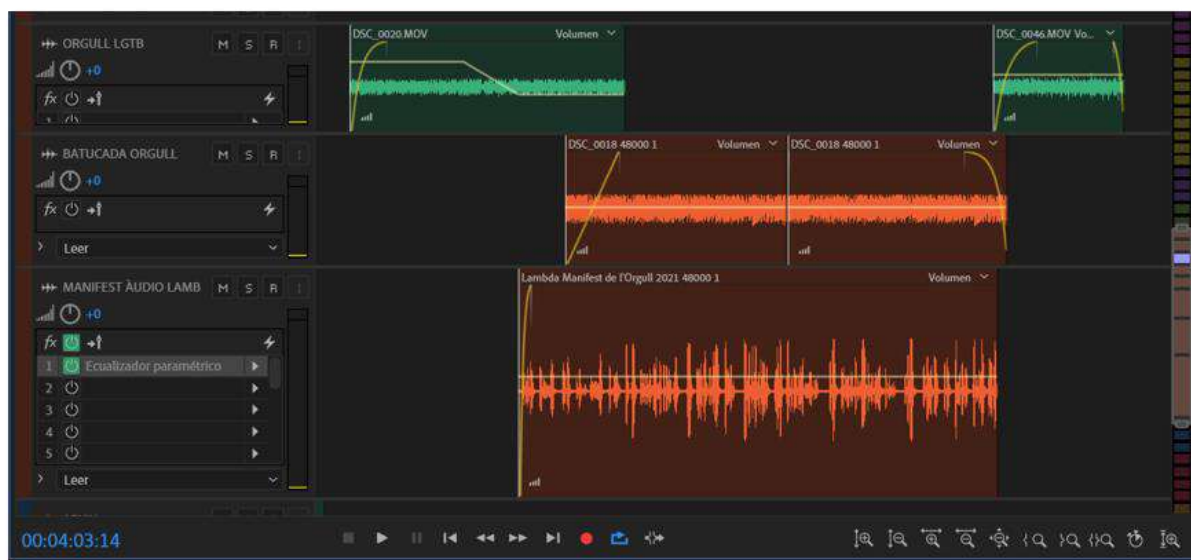 ORGULL LGTB M S R I
+0
fx
DSC_0020.MOV Volumen
DSC_0046.MOV Vo...
BATUCADA ORGULL M S R I
+0
fx
Leer
DSC_0018 48000 1 Volumen
DSC_0018 48000 1 Volumen
MANIFEST ÀUDIO LAMB M S R I
+0
fx
1 Ecualizador paramétrico
2
3
4
5
Leer
Lambda Manifest de l'Orgull 2021 48000 1 Volumen
00:04:03:14